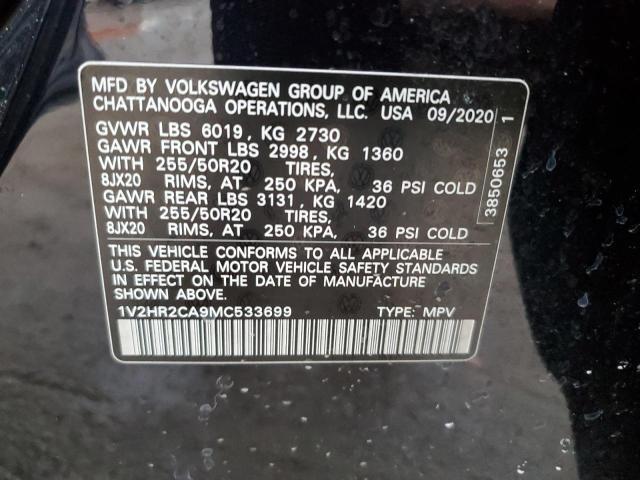 MFD BY VOLKSWAGEN GROUP OF AMERICA
CHATTANOOGA OPERATIONS, LLC. USA 09/2020
GVWR LBS 6019, KG 2730
GAWR FRONT LBS 2998, KG 1360
WITH 255/50R20 TIRES,
8JX20 RIMS, AT 250 KPA, 36 PSI COLD
GAWR REAR LBS 3131, KG 1420
WITH 255/50R20 TIRES,
8JX20 RIMS, AT 250 KPA, 36 PSI COLD
THIS VEHICLE CONFORMS TO ALL APPLICABLE
U.S. FEDERAL MOTOR VEHICLE SAFETY STANDARDS
IN EFFECT ON THE DATE OF MANUFACTURE
SHOWN ABOVE
1V2HR2CA9MC533699 TYPE: MPV
3850653 1